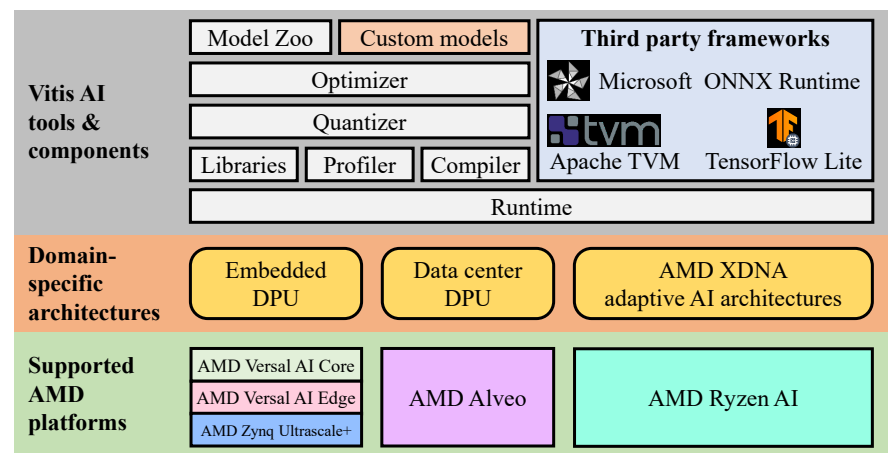 Vitis AI
tools &
components
Model Zoo
Custom models
Optimizer
Quantizer
Libraries
Profiler
Compiler
Third party frameworks
Microsoft ONNX Runtime
tvm
Apache TVM
TensorFlow Lite
Runtime
Domain-
specific
architectures
Embedded
DPU
Data center
DPU
AMD XDNA
adaptive AI architectures
Supported
AMD
platforms
AMD Versal AI Core
AMD Versal AI Edge
AMD Zynq Ultrascale+
AMD Alveo
AMD Ryzen AI